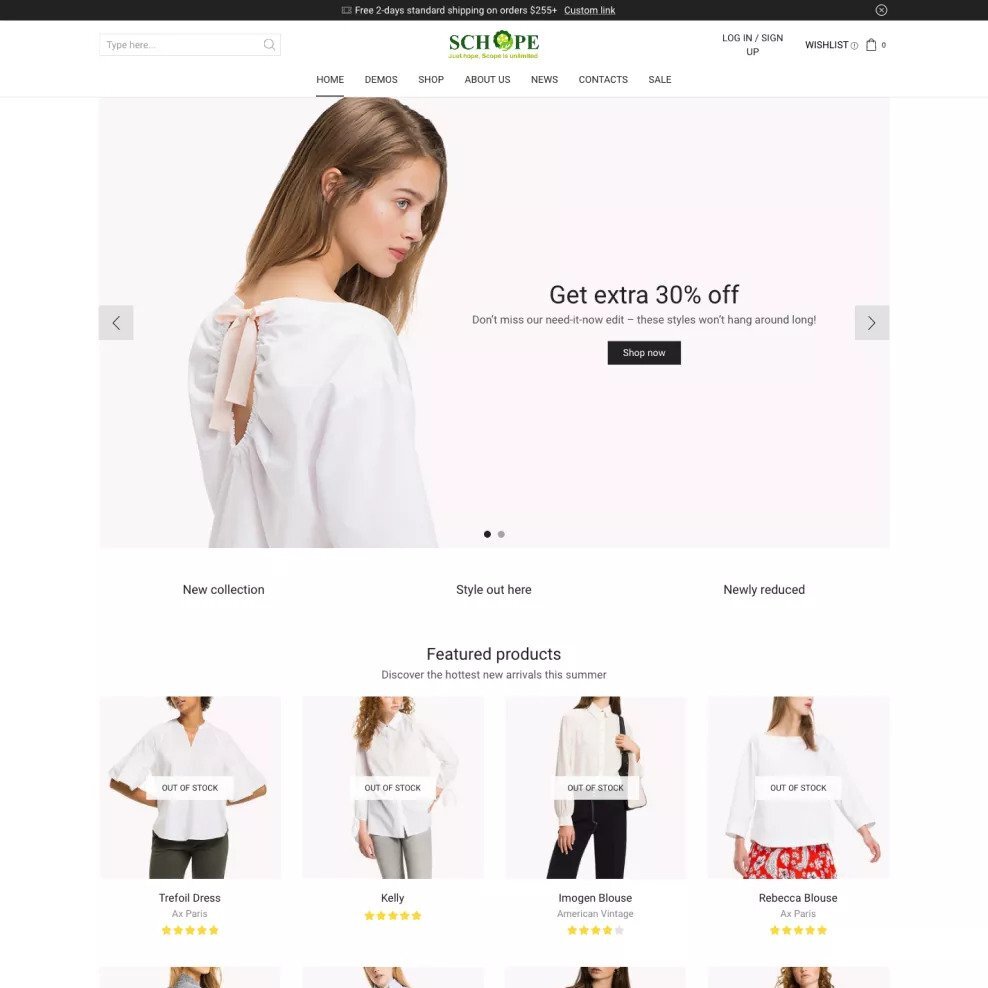 Free 2-days standard shipping on orders $255+ Custom link
Type here...
SCHOPE
Just hope, Scope is unlimited
LOG IN / SIGN
UP
WISHLIST
0
HOME DEMOS SHOP ABOUT US NEWS CONTACTS SALE
Get extra 30% off
Don't miss our need-it-now edit – these styles won't hang around long!
Shop now
New collection Style out here Newly reduced
Featured products
Discover the hottest new arrivals this summer
OUT OF STOCK OUT OF STOCK OUT OF STOCK OUT OF STOCK
Trefoil Dress Kelly Imogen Blouse Rebecca Blouse
Ax Paris American Vintage Ax Paris